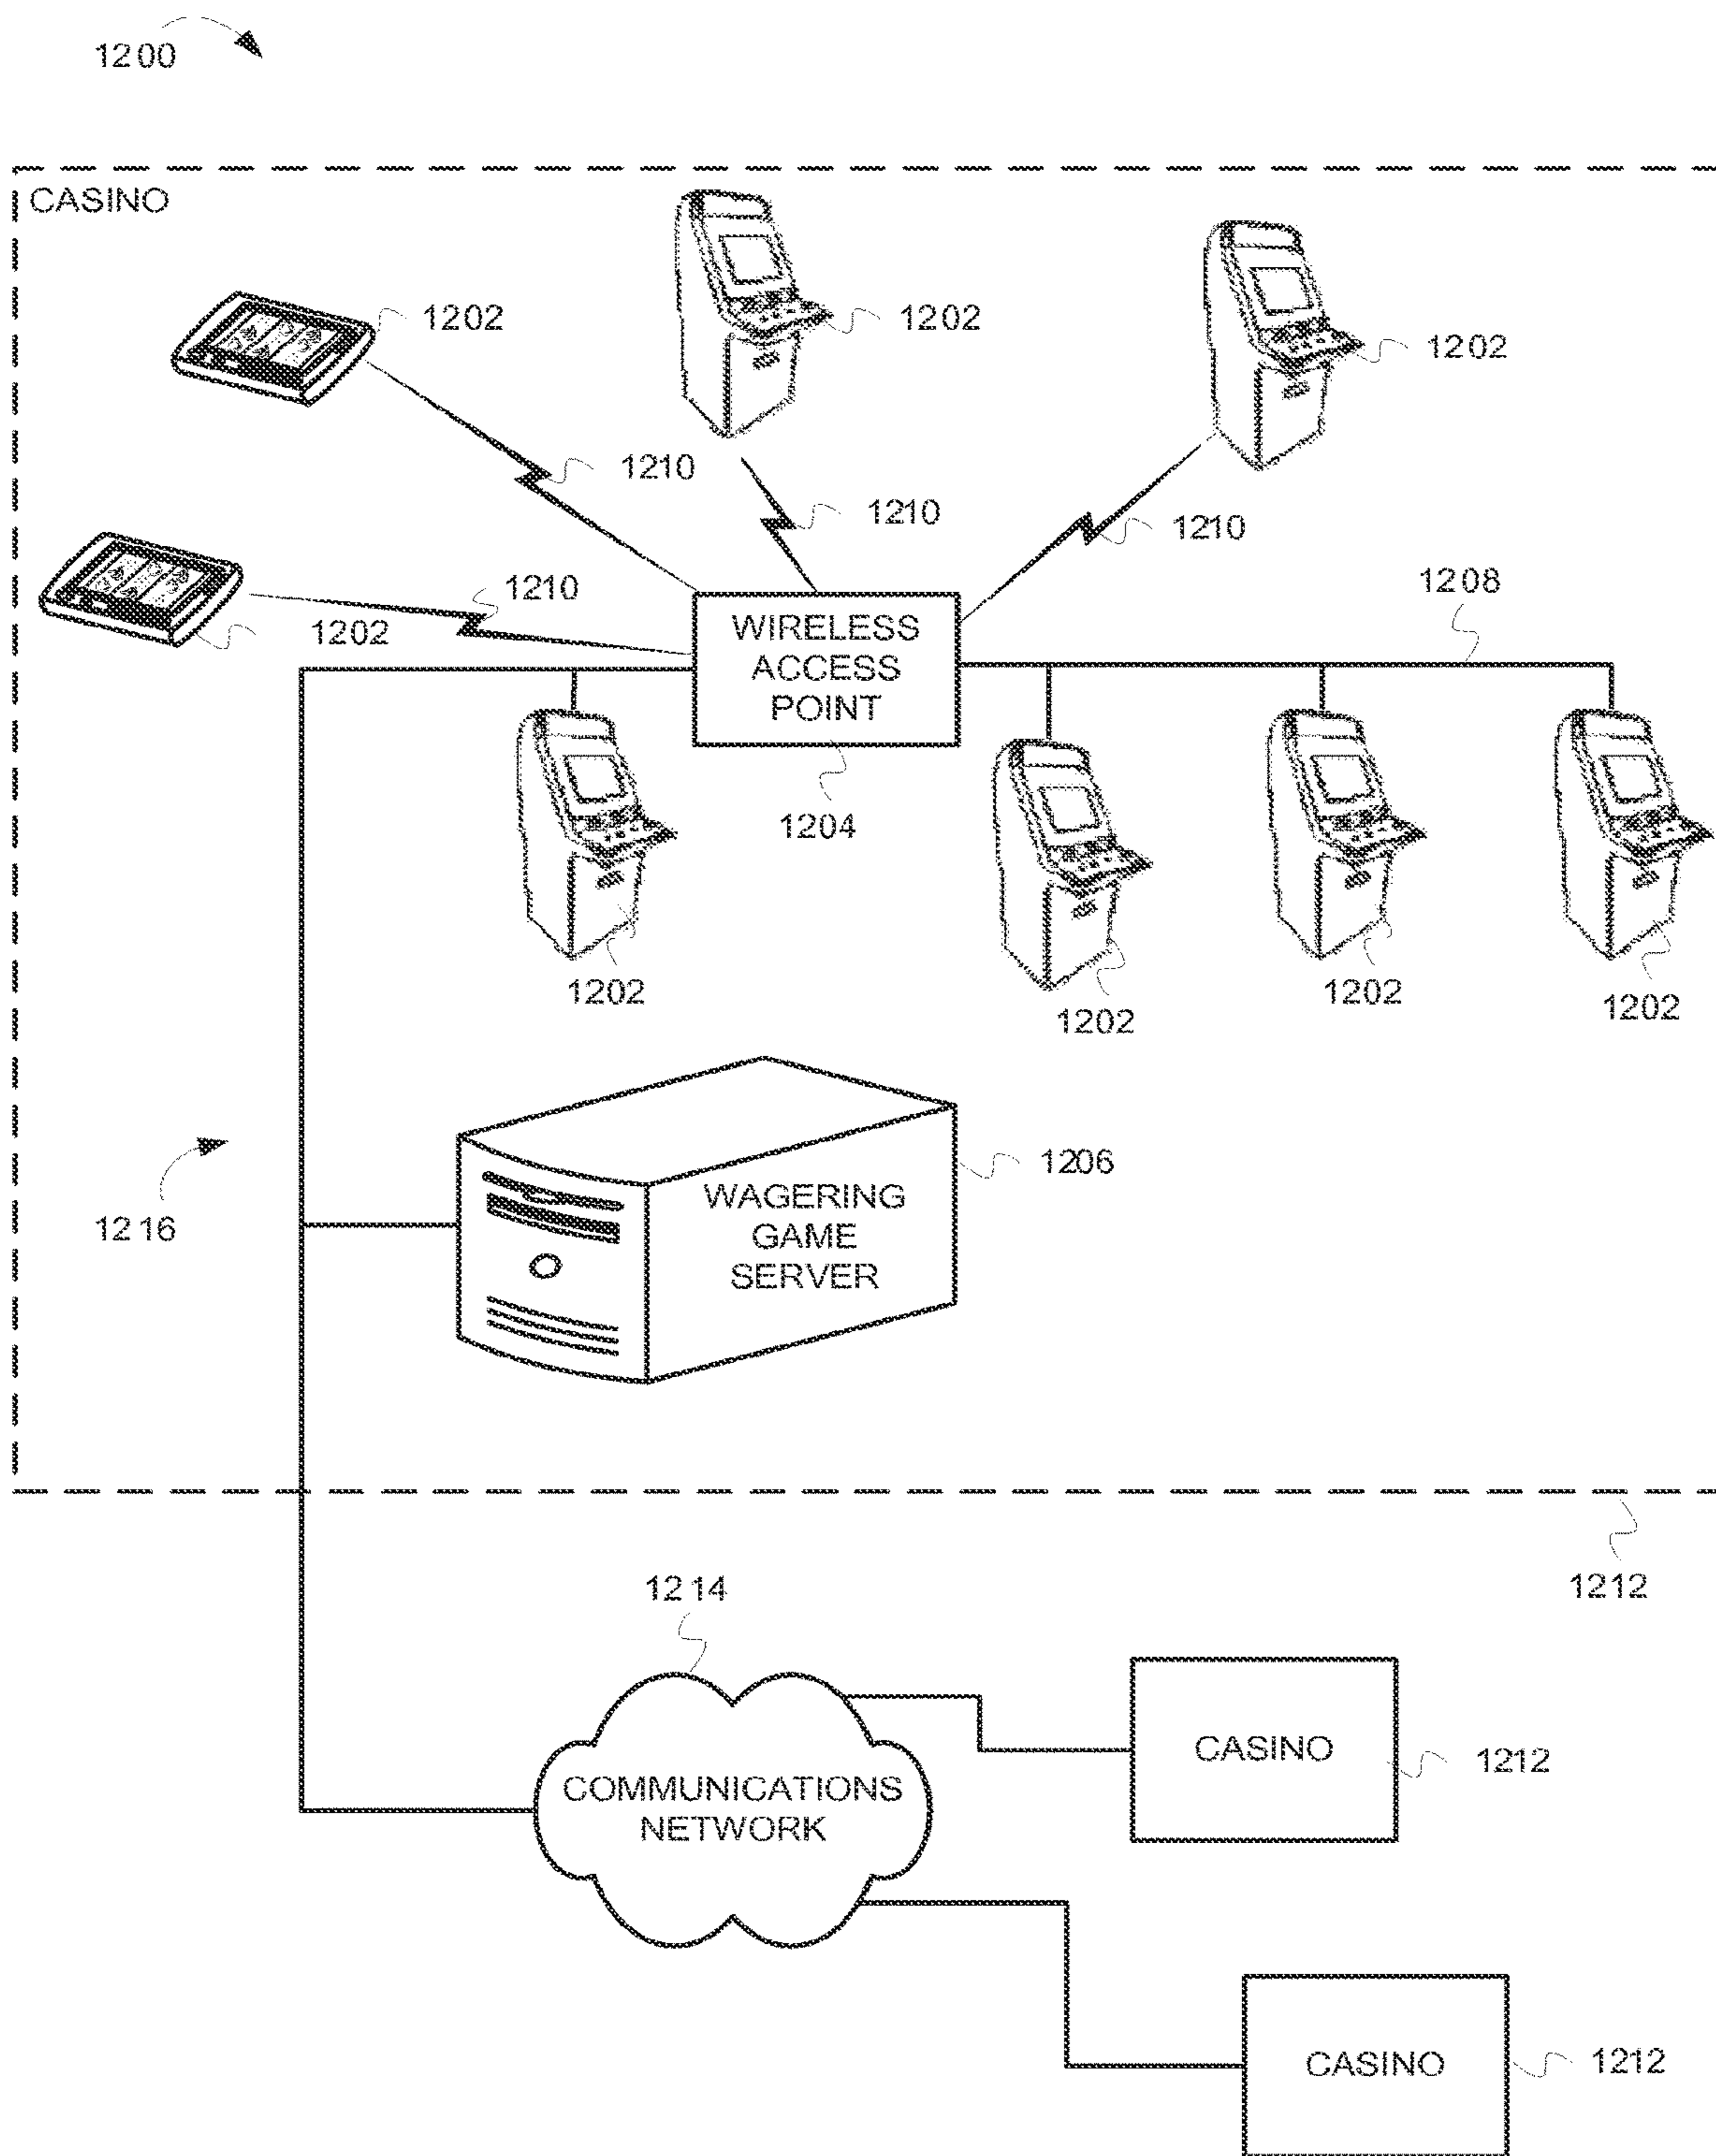 1200
CASINO
1202
1202
1202
1210
1210
1210
1210
1202
1208
WIRELESS
ACCESS
POINT
1204
1202
1202
1202
1202
1206
WAGERING
GAME
SERVER
1216
1212
1214
CASINO
1212
COMMUNICATIONS
NETWORK
CASINO
1212